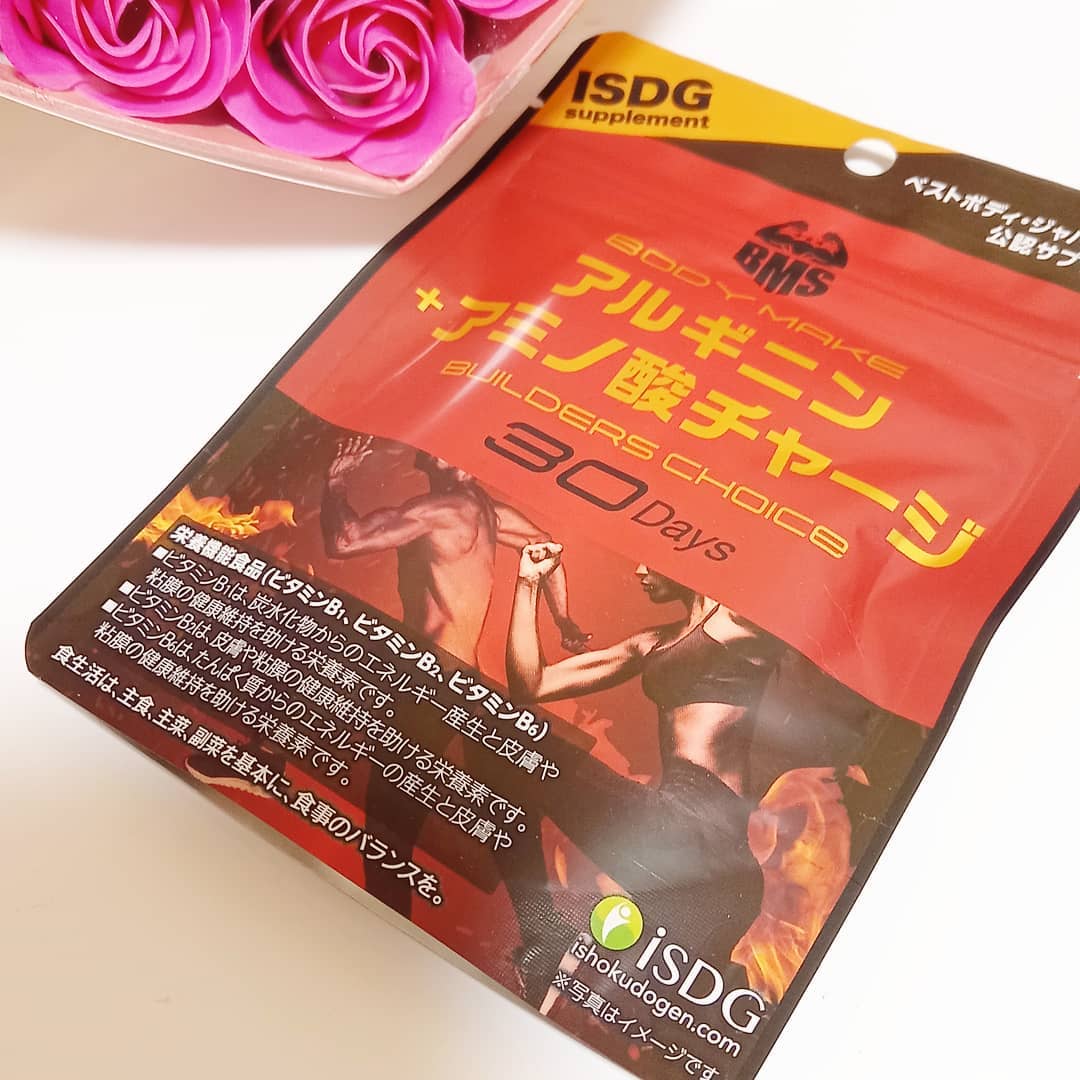 ISDG
supplement
ベストボディ・ジャパ
公認サプ
BMS
BODY MAKE
アルギニン
+アミノ酸チャージ
BUILDERS CHOICE
30 Days
栄養機能食品(ビタミンB1、ビタミンB2、ビタミンB6)
■ビタミンB1は、炭水化物からのエネルギー産生と皮膚や
粘膜の健康維持を助ける栄養素です。
■ビタミンB2は、皮膚や粘膜の健康維持を助ける栄養素です。
■ビタミンB6は、たんぱく質からのエネルギーの産生と皮膚や
粘膜の健康維持を助ける栄養素です。
食生活は、主食、主菜、副菜を基本に、食事のバランスを。
iSDG
ishokudogen.com
※写真はイメージです